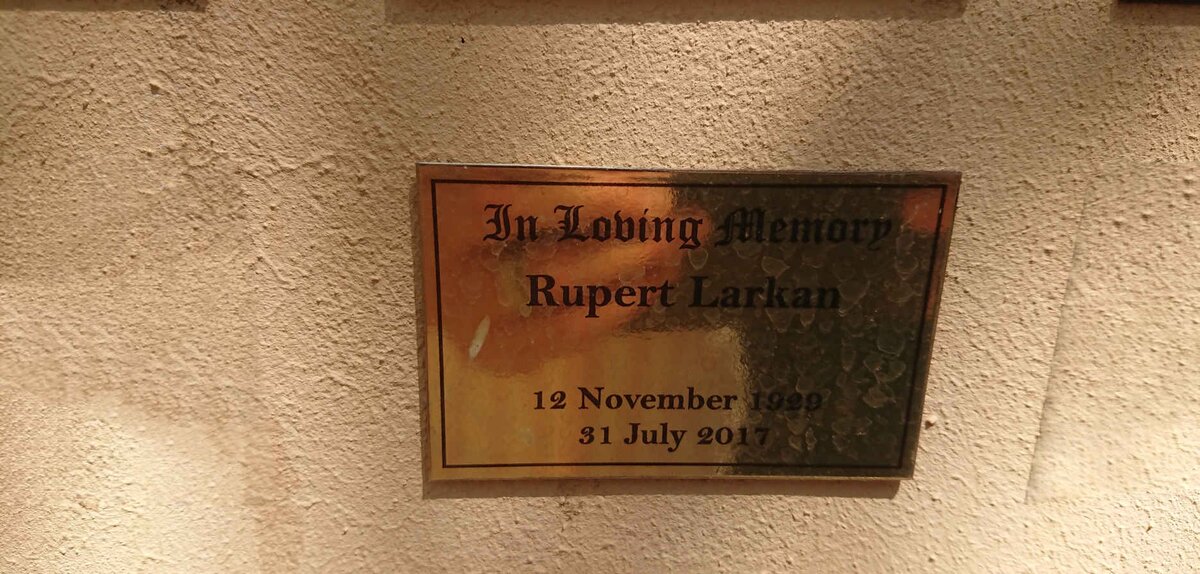 In Loving Memory
Rupert Larkan
12 November 1929
31 July 2017